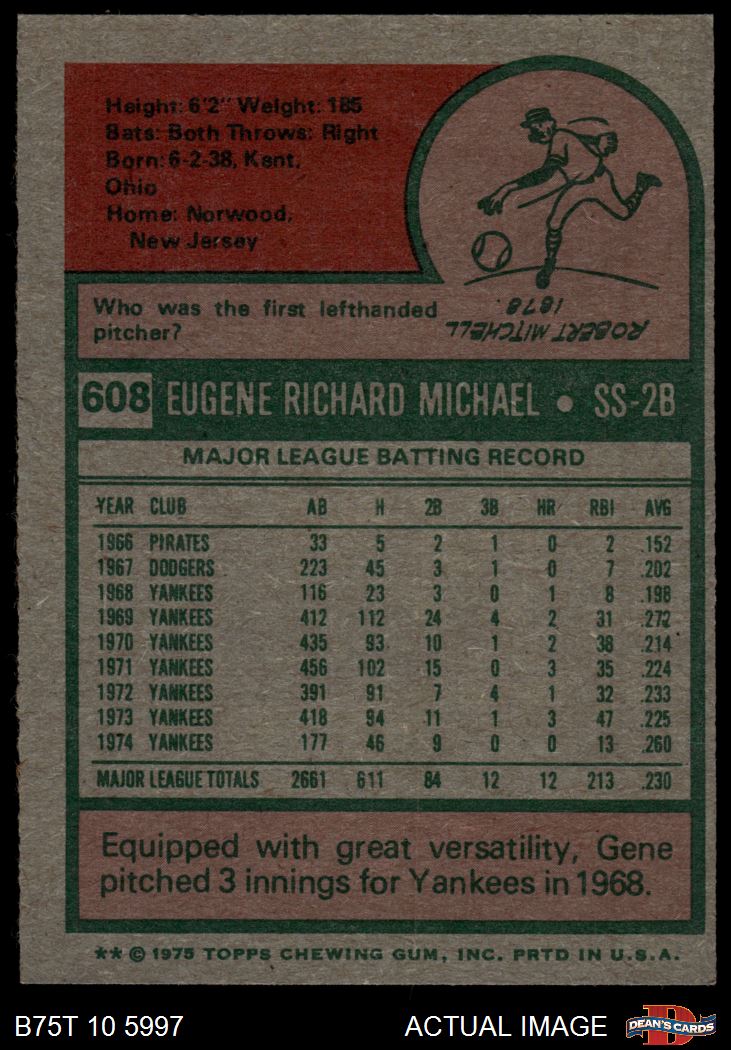 Height: 6'2" Weight: 185
Bats: Both Throws: Right
Born: 6-2-38, Kent,
Ohio
Home: Norwood,
New Jersey
Who was the first lefthanded
pitcher?
ROBERT MITCHELL
1878.
608 EUGENE RICHARD MICHAEL • SS-2B
MAJOR LEAGUE BATTING RECORD
YEAR CLUB AB H 2B 3B HR RBI AVG
1966 PIRATES 33 5 2 1 0 2 .152
1967 DODGERS 223 45 3 1 0 7 .202
1968 YANKEES 116 23 3 0 1 8 .198
1969 YANKEES 412 112 24 4 2 31 .272
1970 YANKEES 435 93 10 1 2 38 .214
1971 YANKEES 456 102 15 0 3 35 .224
1972 YANKEES 391 91 7 4 1 32 .233
1973 YANKEES 418 94 11 1 3 47 .225
1974 YANKEES 177 46 9 0 0 13 .260
MAJOR LEAGUE TOTALS 2661 611 84 12 12 213 .230
Equipped with great versatility, Gene
pitched 3 innings for Yankees in 1968.
** © 1975 TOPPS CHEWING GUM, INC. PRTD IN U.S.A.
B75T 10 5997 ACTUAL IMAGE
DEAN'S CARDS